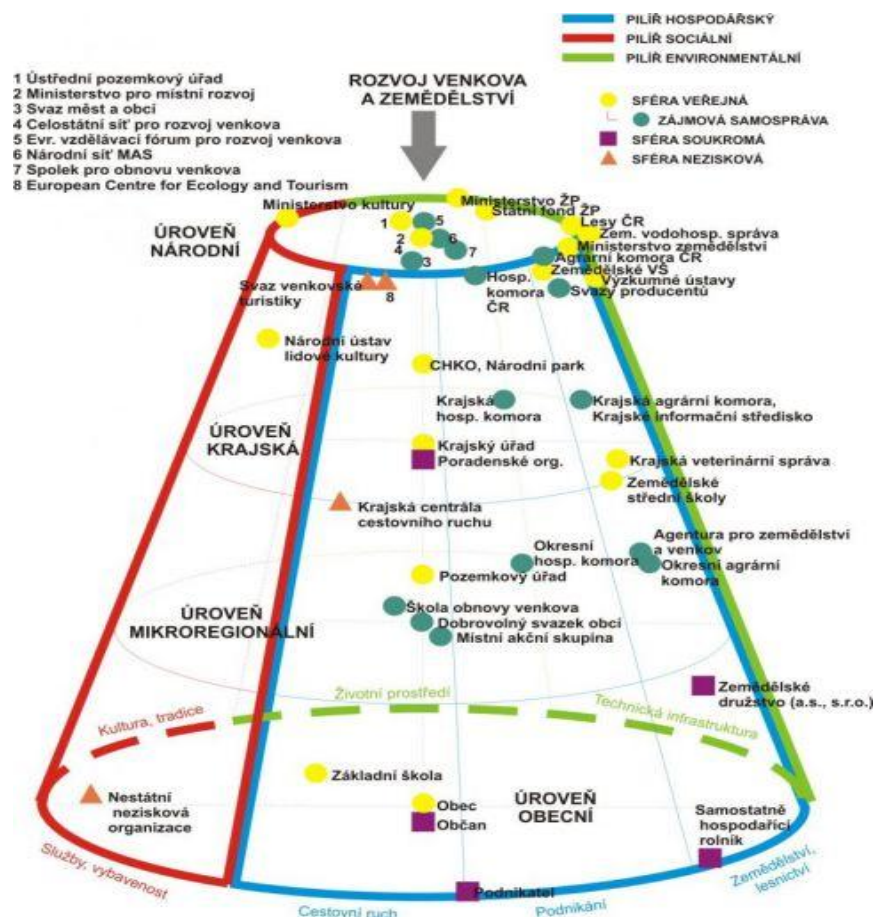 PILÍŘ HOSPODÁŘSKÝ
PILÍŘ SOCIÁLNÍ
PILÍŘ ENVIRONMENTÁLNÍ
SFÉRA VEŘEJNÁ
ZÁJMOVÁ SAMOSPRÁVA
SFÉRA SOUKROMÁ
SFÉRA NEZISKOVÁ
1 Ústřední pozemkový úřad
2 Ministerstvo pro místní rozvoj
3 Svaz měst a obcí
4 Celostátní síť pro rozvoj venkova
5 Evr. vzdělávací fórum pro rozvoj venkova
6 Národní síť MAS
7 Spolek pro obnovu venkova
8 European Centre for Ecology and Tourism
ROZVOJ VENKOVA
A ZEMĚDĚLSTVÍ
ÚROVEŇ
NÁRODNÍ
Ministerstvo kultury
Ministerstvo ŽP
Státní fond ŽP
Lesy ČR
Zem. vodohosp. správa
Ministerstvo zemědělství
Agrární komora ČR
Zemědělské VŠ
Výzkumné ústavy
Svazy producentů
Hosp.
komora
ČR
1
5
2
6
4
7
3
Svaz venkovské
turistiky
8
Národní ústav
lidové kultury
CHKO, Národní park
Krajská
hosp. komora
Krajská agrární komora,
Krajské informační středisko
ÚROVEŇ
KRAJSKÁ
Krajský úřad
Poradenské org.
Krajská veterinární správa
Zemědělské
střední školy
Krajská centrála
cestovního ruchu
Okresní
hosp. komora
Agentura pro zemědělství
a venkov
Okresní agrární
komora
Pozemkový úřad
ÚROVEŇ
MIKROREGIONÁLNÍ
Škola obnovy venkova
Dobrovolný svazek obcí
Místní akční skupina
Zemědělské
družstvo (a.s., s.r.o.)
Kultura, tradice
Životní prostředí
Technická infrastruktura
Základní škola
Nestátní
nezisková
organizace
Obec
Občan
ÚROVEŇ
OBECNÍ
Samostatně
hospodařící
rolník
Podnikatel
Služby, vybavenost
Cestovní ruch
Podnikání
Zemědělství,
lesnictví